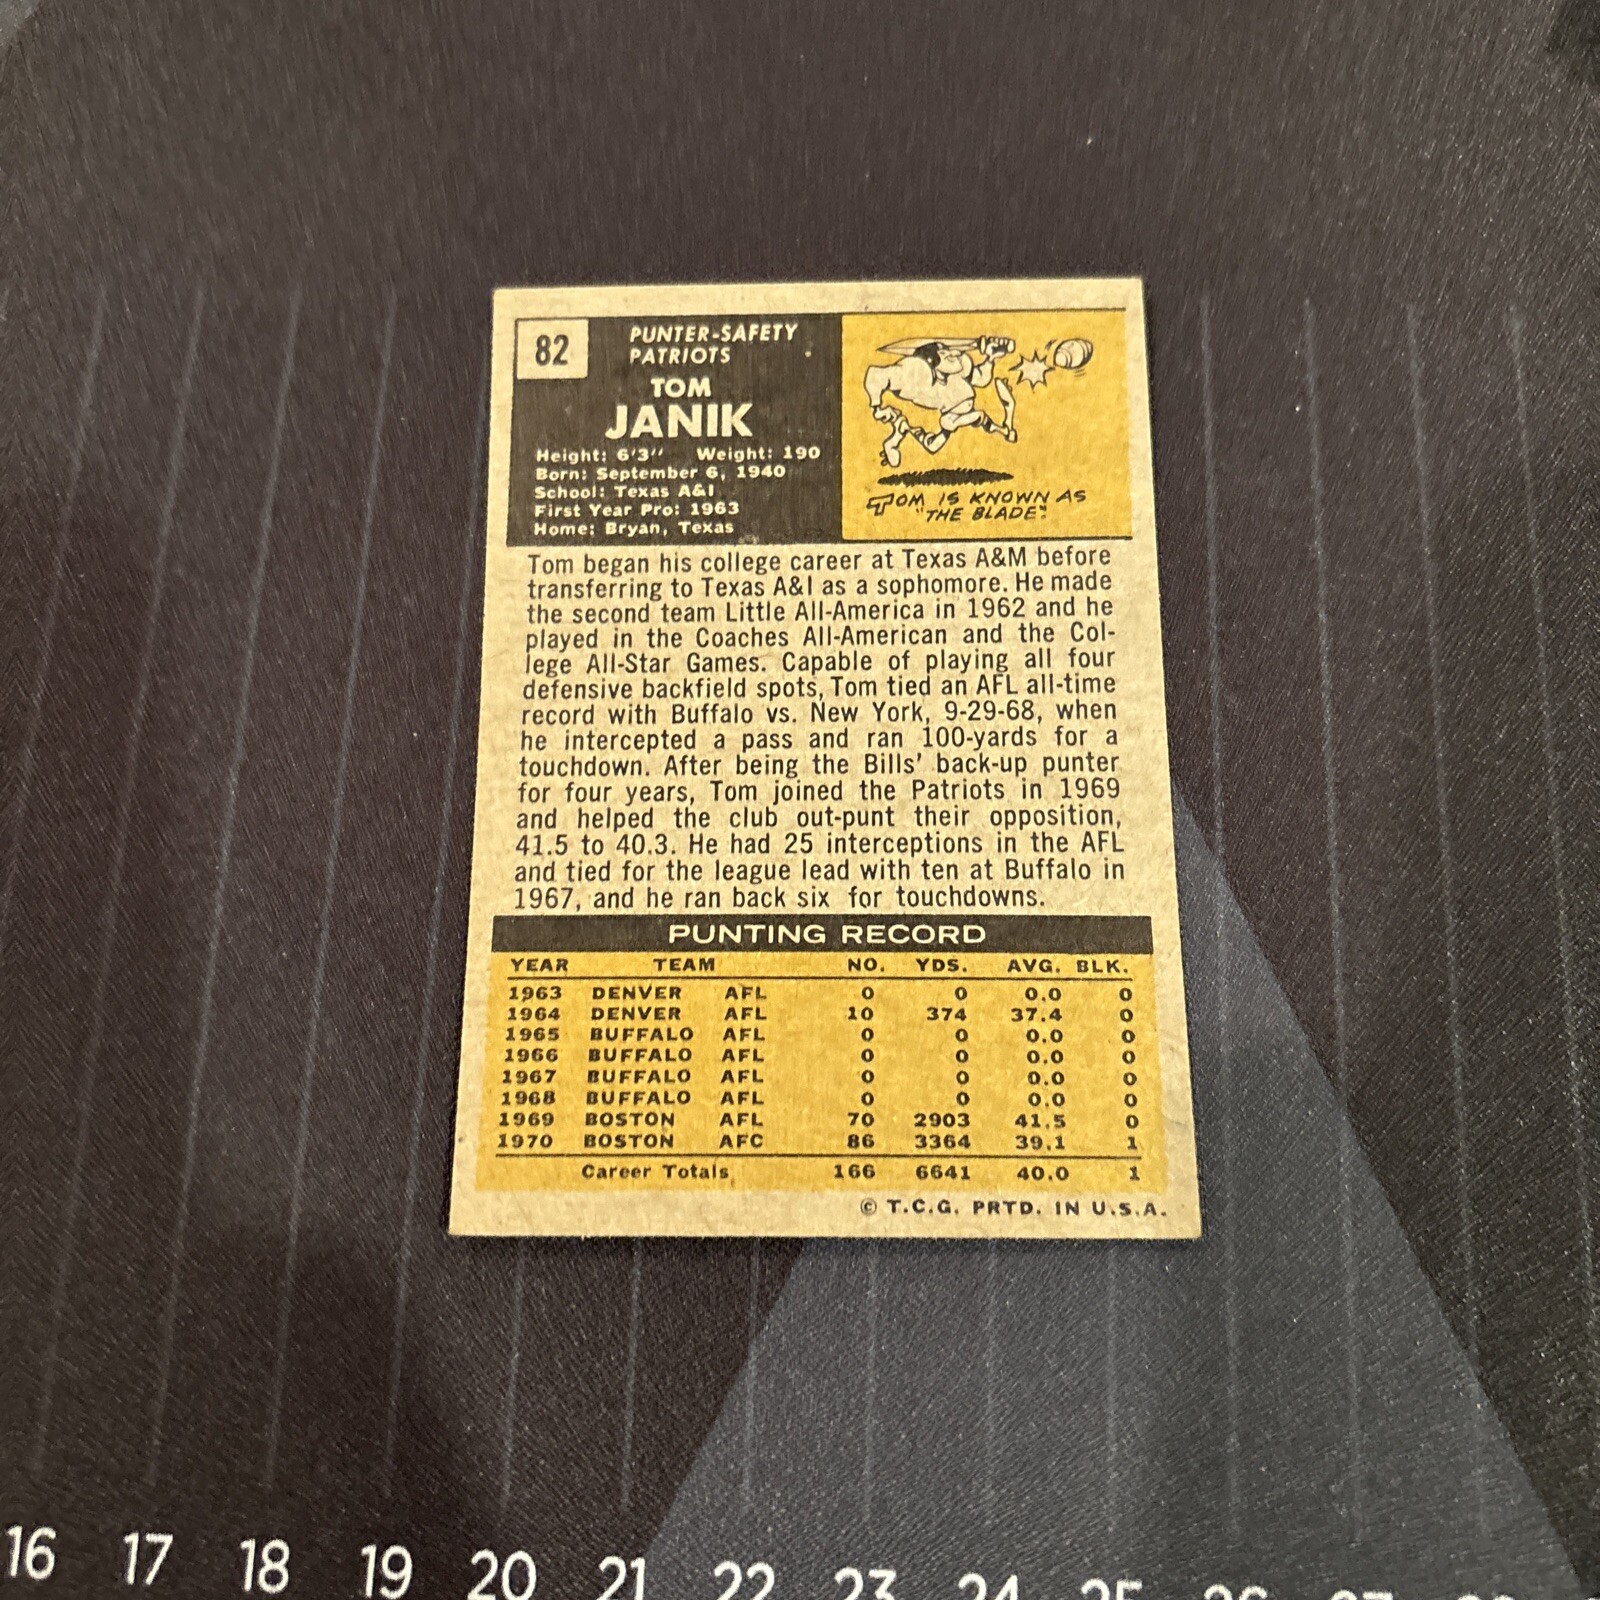 82
PUNTER-SAFETY
PATRIOTS
TOM
JANIK
Height: 6'3" Weight: 190
Born: September 6, 1940
School: Texas A&I
First Year Pro: 1963
Home: Bryan, Texas
TOM IS KNOWN AS
"THE BLADE".
Tom began his college career at Texas A&M before
transferring to Texas A&I as a sophomore. He made
the second team Little All-America in 1962 and he
played in the Coaches All-American and the Col-
lege All-Star Games. Capable of playing all four
defensive backfield spots, Tom tied an AFL all-time
record with Buffalo vs. New York, 9-29-68, when
he intercepted a pass and ran 100-yards for a
touchdown. After being the Bills' back-up punter
for four years, Tom joined the Patriots in 1969
and helped the club out-punt their opposition,
41.5 to 40.3. He had 25 interceptions in the AFL
and tied for the league lead with ten at Buffalo in
1967, and he ran back six for touchdowns.
PUNTING RECORD
YEAR TEAM NO. YDS. AVG. BLK.
1963 DENVER AFL 0 0 0.0 0
1964 DENVER AFL 10 374 37.4 0
1965 BUFFALO AFL 0 0 0.0 0
1966 BUFFALO AFL 0 0 0.0 0
1967 BUFFALO AFL 0 0 0.0 0
1968 BUFFALO AFL 0 0 0.0 0
1969 BOSTON AFL 70 2903 41.5 0
1970 BOSTON AFC 86 3364 39.1 1
Career Totals 166 6641 40.0 1
© T.C.G. PRTD. IN U.S.A.
16 17 18 19 20 21 22 23 24 25 26 27